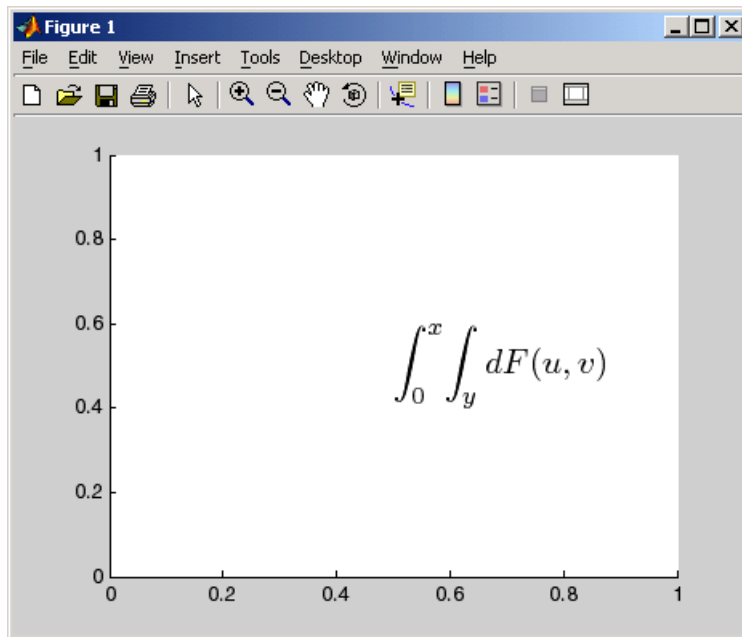 Figure 1
File Edit View Insert Tools Desktop Window Help
1
0.8
0.6
0.4
0.2
0
∫₀ˣ ∫_y dF(u, v)
0 0.2 0.4 0.6 0.8 1